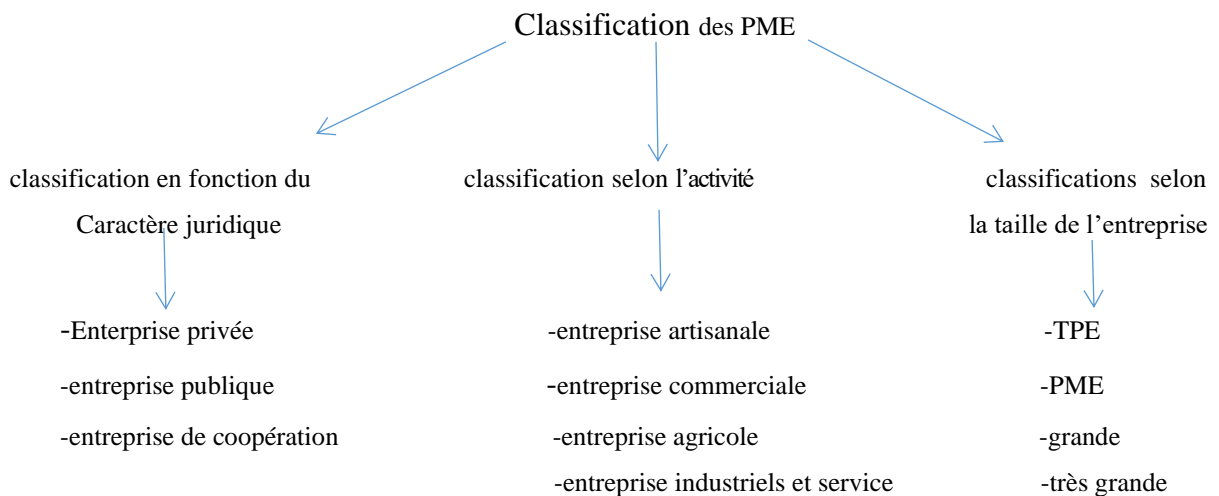 Classification des PME
classification en fonction du
Caractère juridique
-Enterprise privée
-entreprise publique
-entreprise de coopération
classification selon l'activité
-entreprise artisanale
-entreprise commerciale
-entreprise agricole
-entreprise industriels et service
classifications selon
la taille de l'entreprise
-TPE
-PME
-grande
-très grande